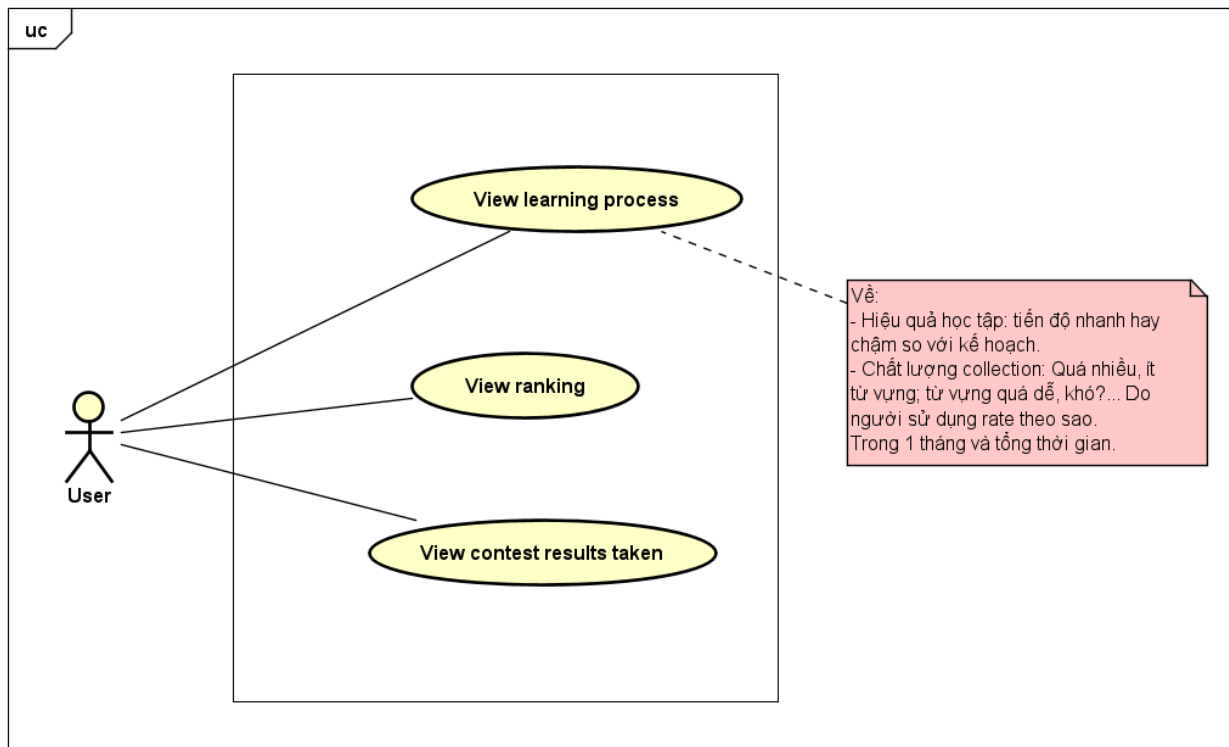 uc
View learning process
Về:
- Hiệu quả học tập: tiến độ nhanh hay
chậm so với kế hoạch.
- Chất lượng collection: Quá nhiều, ít
từ vựng; từ vựng quá dễ, khó?... Do
người sử dụng rate theo sao.
Trong 1 tháng và tổng thời gian.
View ranking
User
View contest results taken